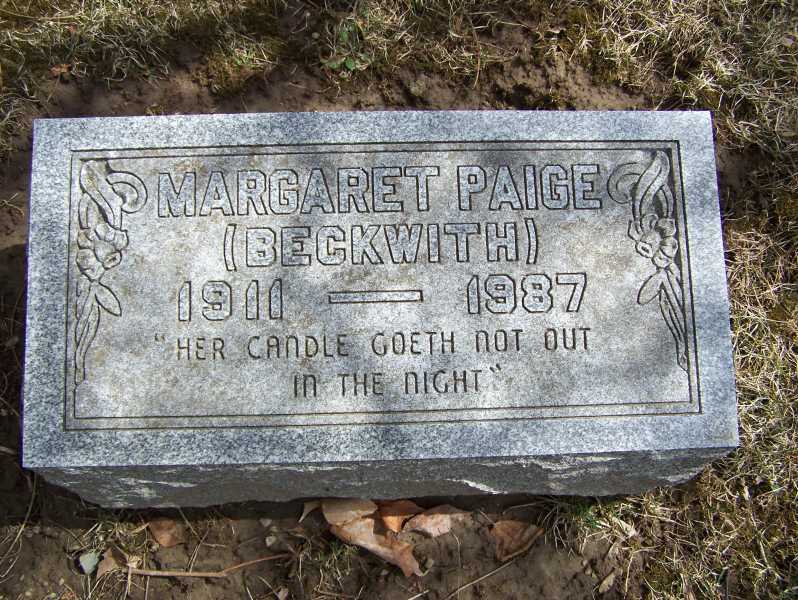 MARGARET PAIGE
(BECKWITH)
1911 — 1987
"HER CANDLE GOETH NOT OUT
IN THE NIGHT"